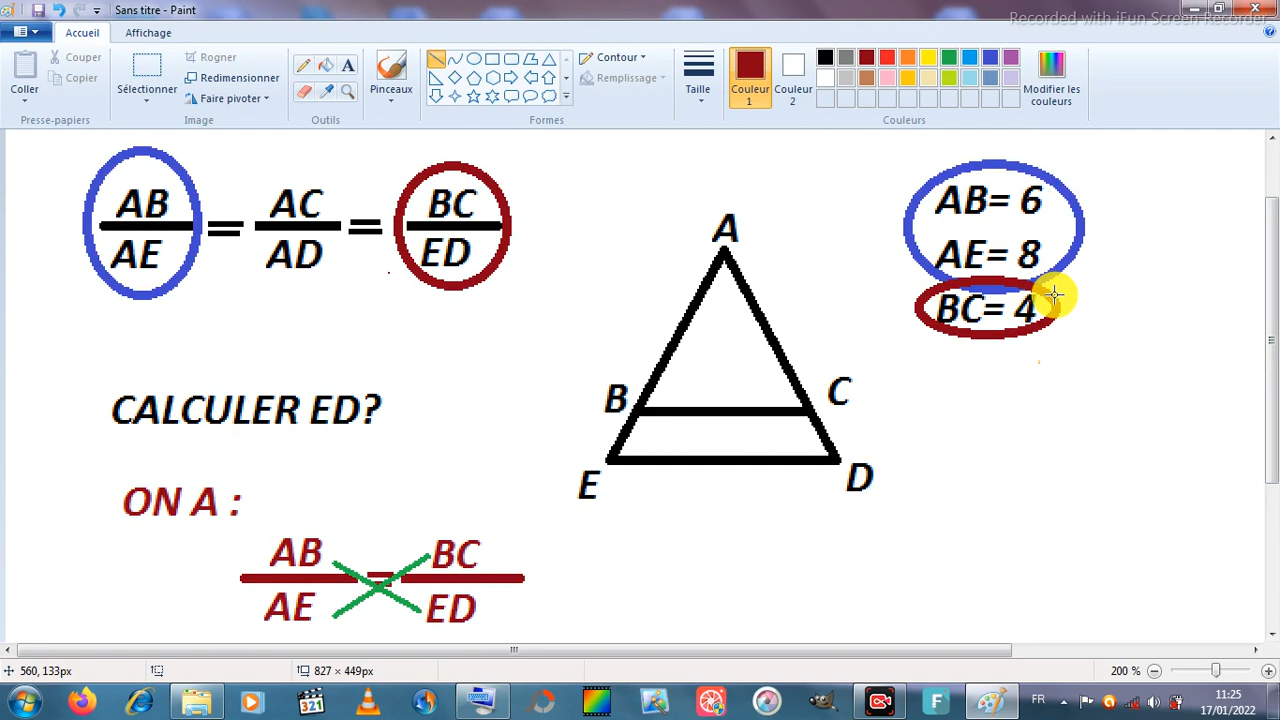 Sans titre - Paint
Recorded with iFun Screen Recorder
Accueil
Affichage
Coller
Couper
Copier
Presse-papiers
Sélectionner
Rogner
Redimensionner
Faire pivoter
Image
A
Outils
Pinceaux
Contour
Remplissage
Formes
Taille
Couleur 1
Couleur 2
Modifier les couleurs
Couleurs
AB
AE
=
AC
AD
=
BC
ED
AB= 6
AE= 8
BC= 4
A
B
C
E
D
CALCULER ED?
ON A :
AB
AE
=
BC
ED
560, 133px
827 × 449px
200 %
321
F
FR
11:25
17/01/2022